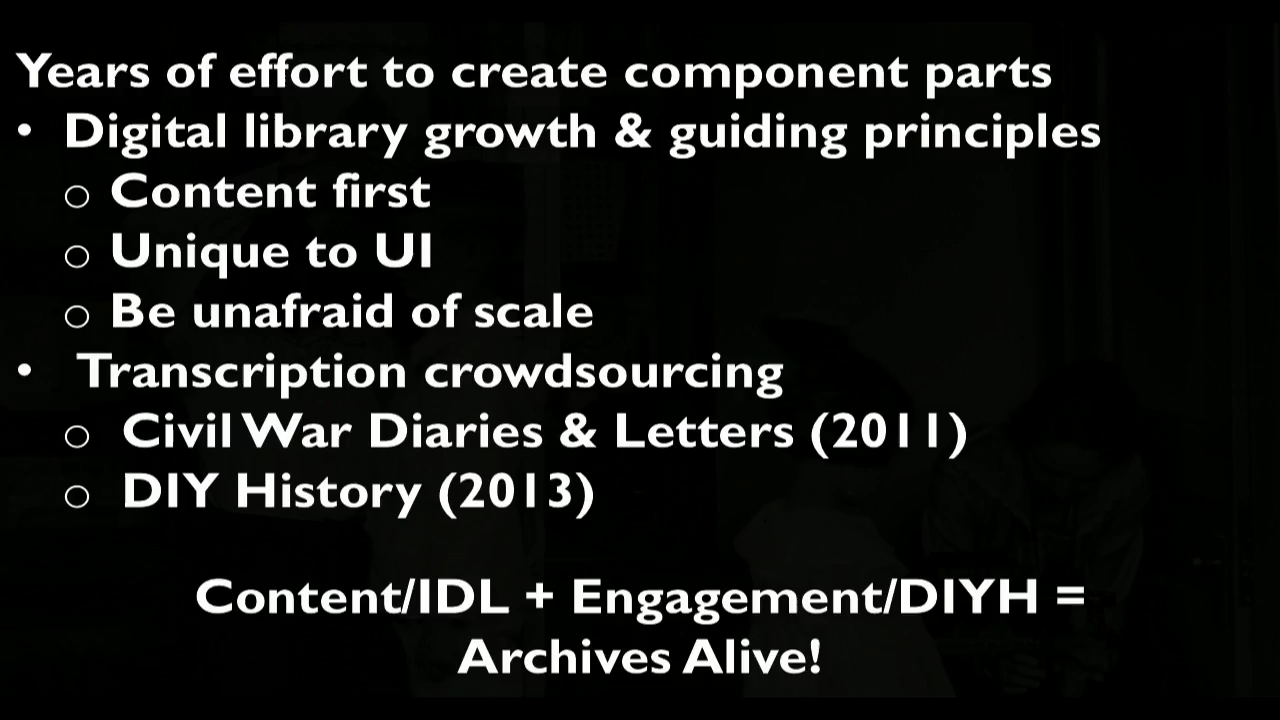 Years of effort to create component parts
• Digital library growth & guiding principles
o Content first
o Unique to UI
o Be unafraid of scale
• Transcription crowdsourcing
o Civil War Diaries & Letters (2011)
o DIY History (2013)
Content/IDL + Engagement/DIYH =
Archives Alive!